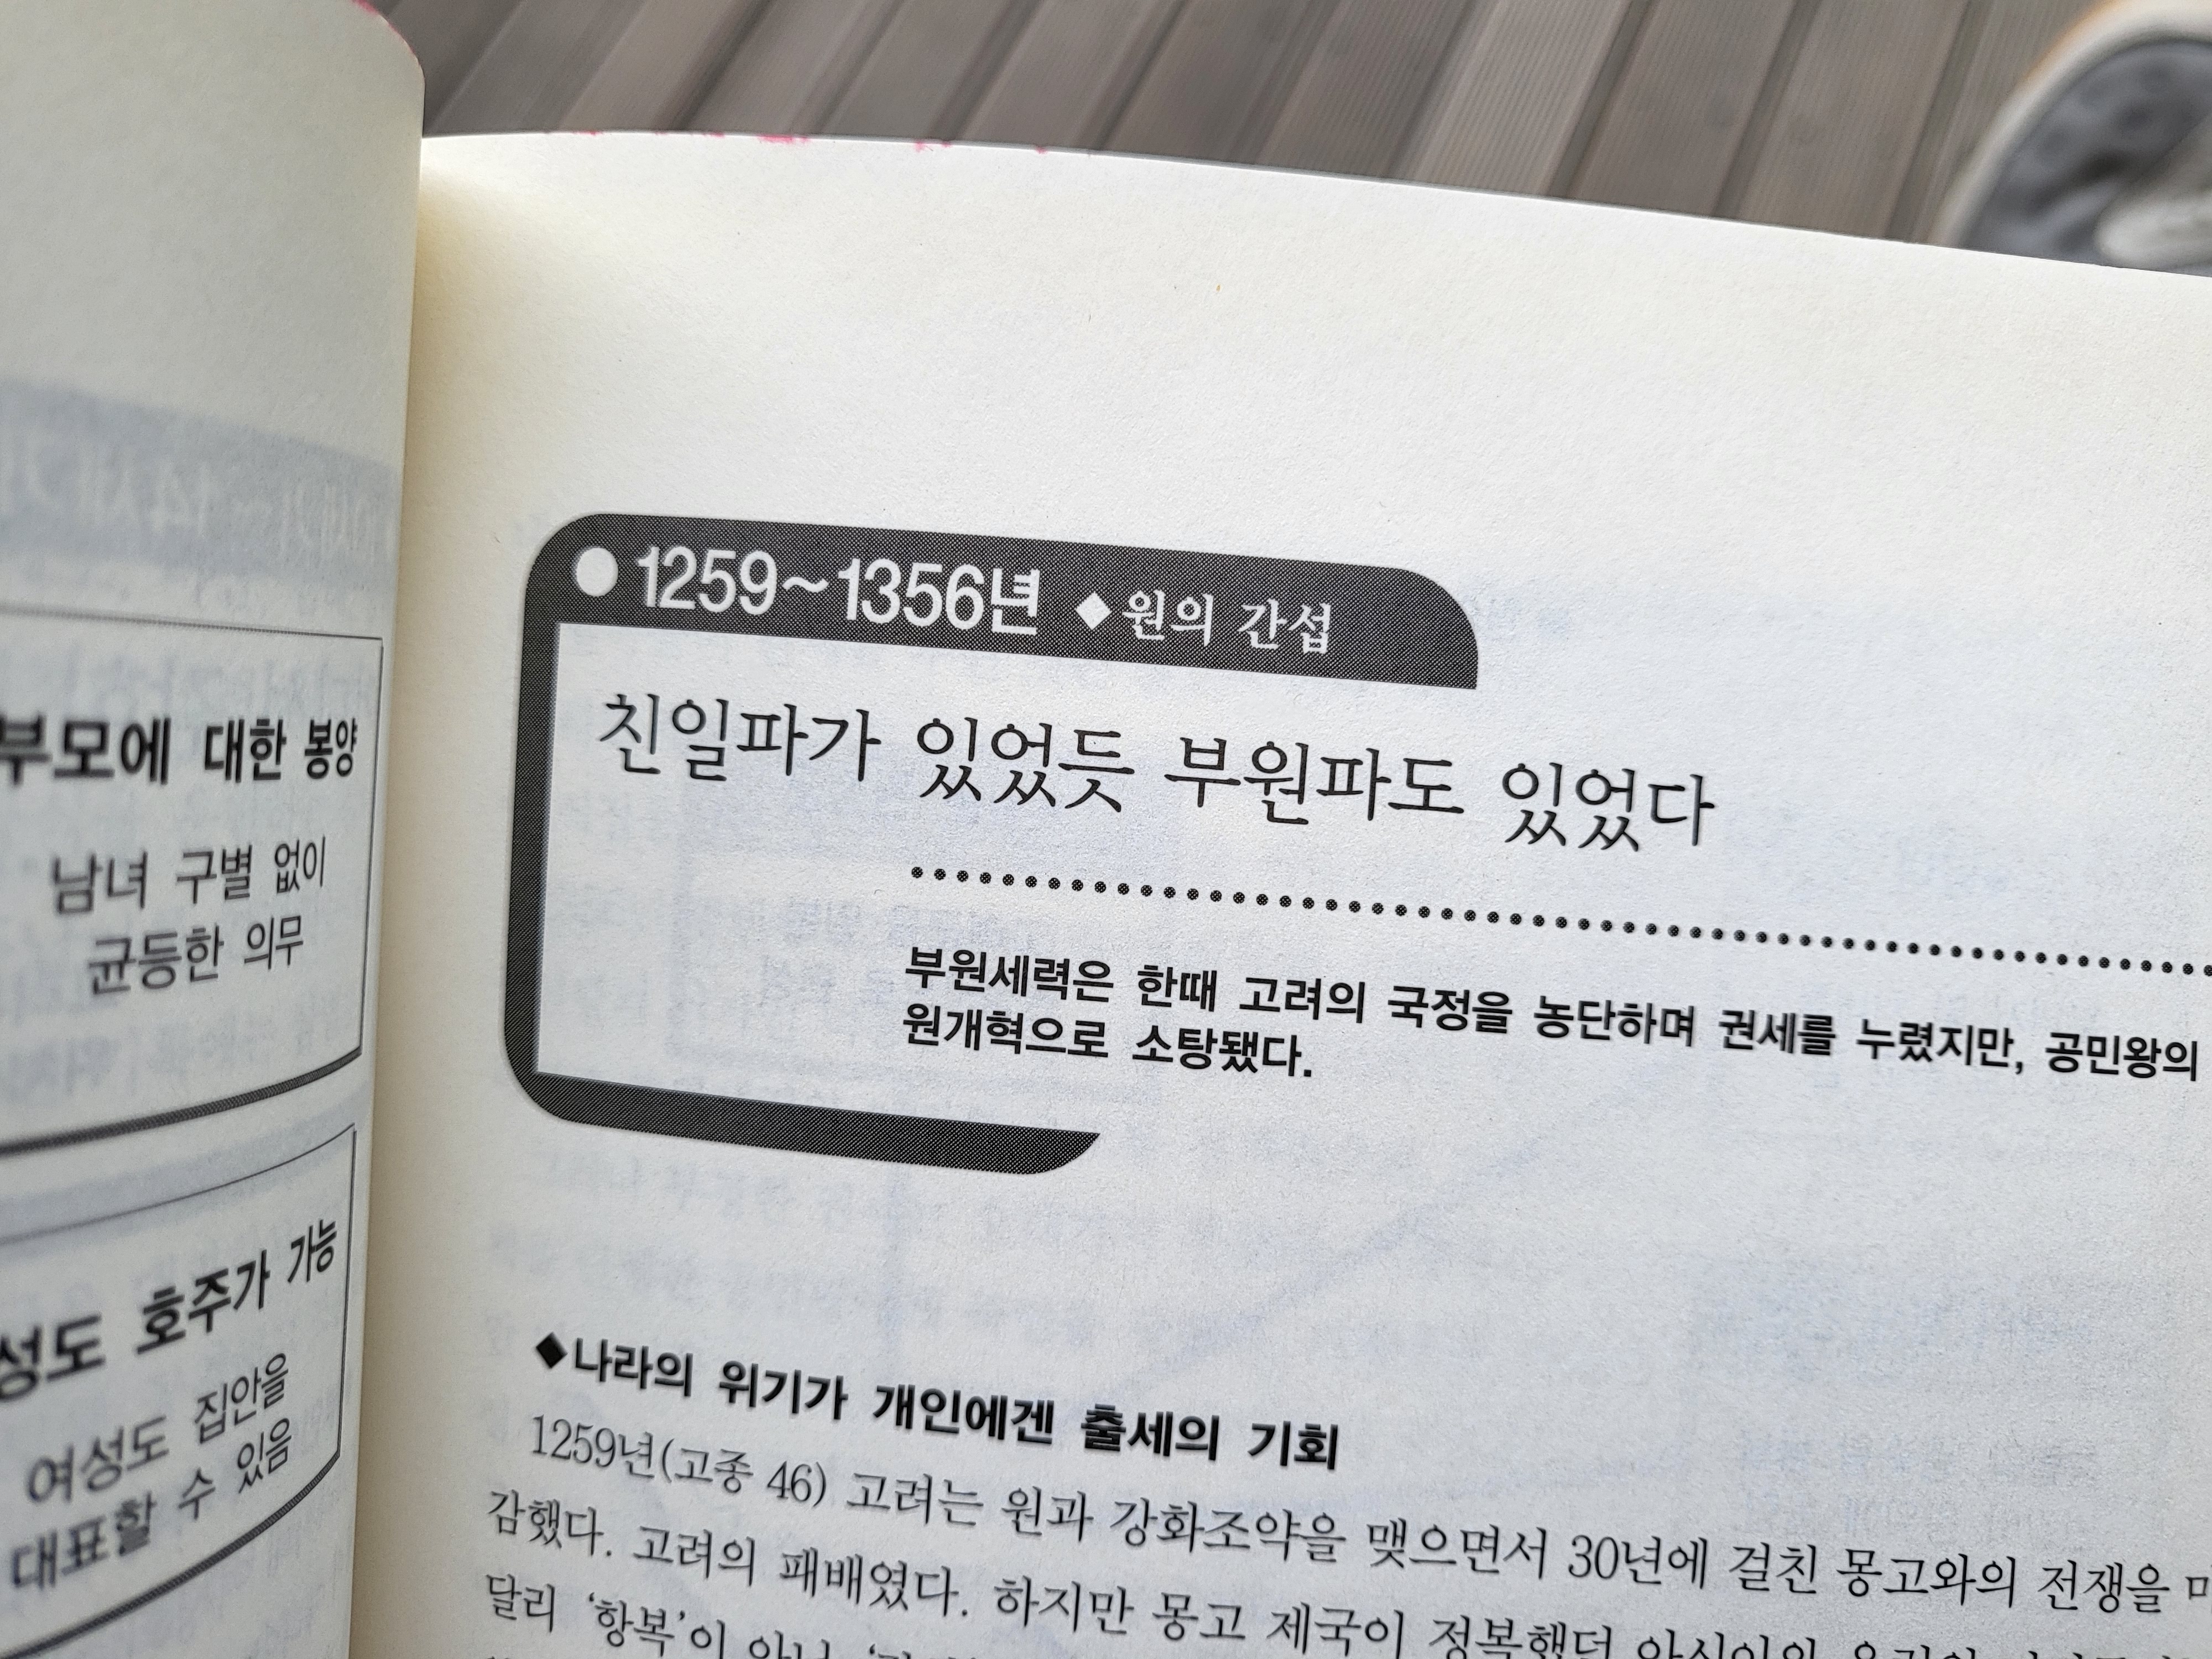 부모에 대한 봉양
남녀 구별 없이
균등한 의무
성도 호주가 가능
여성도 집안을
대표할 수 있음
●1259~1356년 ◆원의 간섭
친일파가 있었듯 부원파도 있었다
부원세력은 한때 고려의 국정을 농단하며 권세를 누렸지만, 공민왕의
원개혁으로 소탕됐다.
◆나라의 위기가 개인에겐 출세의 기회
1259년(고종 46) 고려는 원과 강화조약을 맺으면서 30년에 걸친 몽고와의 전쟁을
감했다. 고려의 패배였다. 하지만 몽고 제국이 정복했던
달리 ‘항복’이 아닌